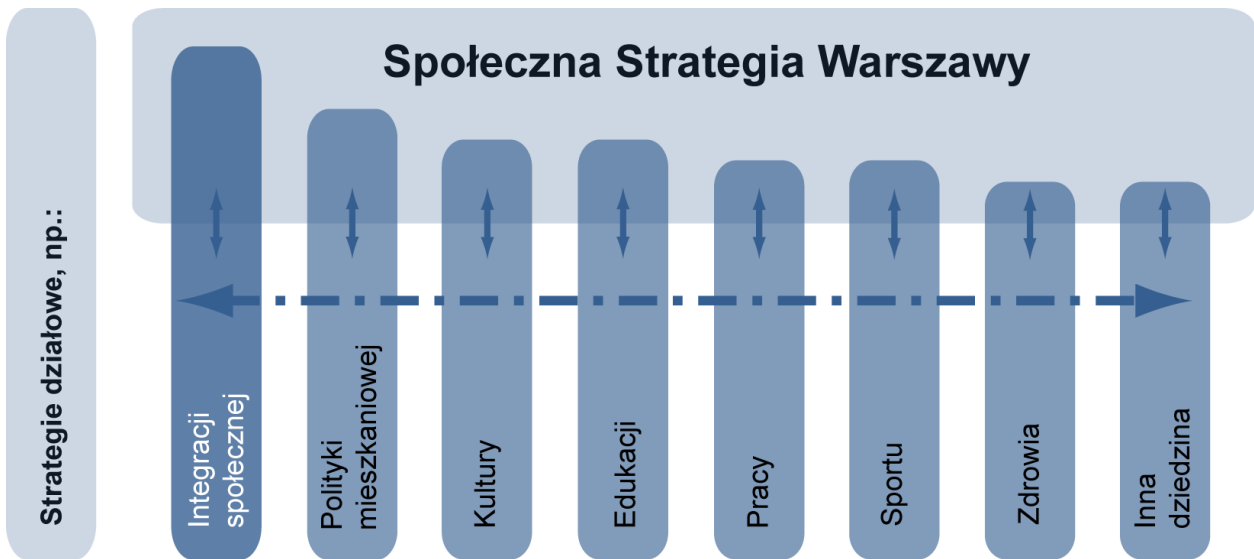 Społeczna Strategia Warszawy
Strategie działowe, np.:
Integracji
społecznej
Polityki
mieszkaniowej
Kultury
Edukacji
Pracy
Sportu
Zdrowia
Inna
dziedzina